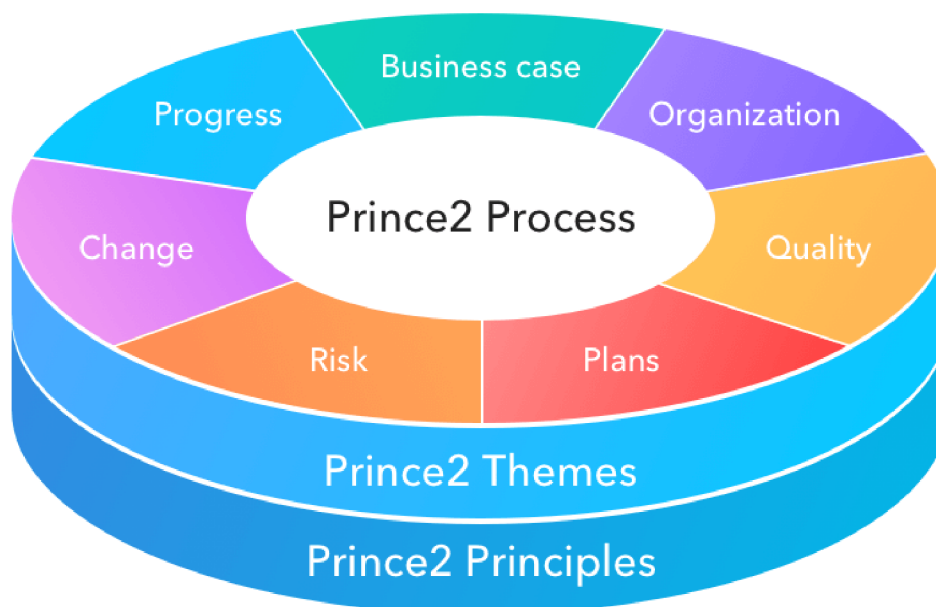 Business case
Progress
Organization
Prince2 Process
Change
Quality
Risk
Plans
Prince2 Themes
Prince2 Principles